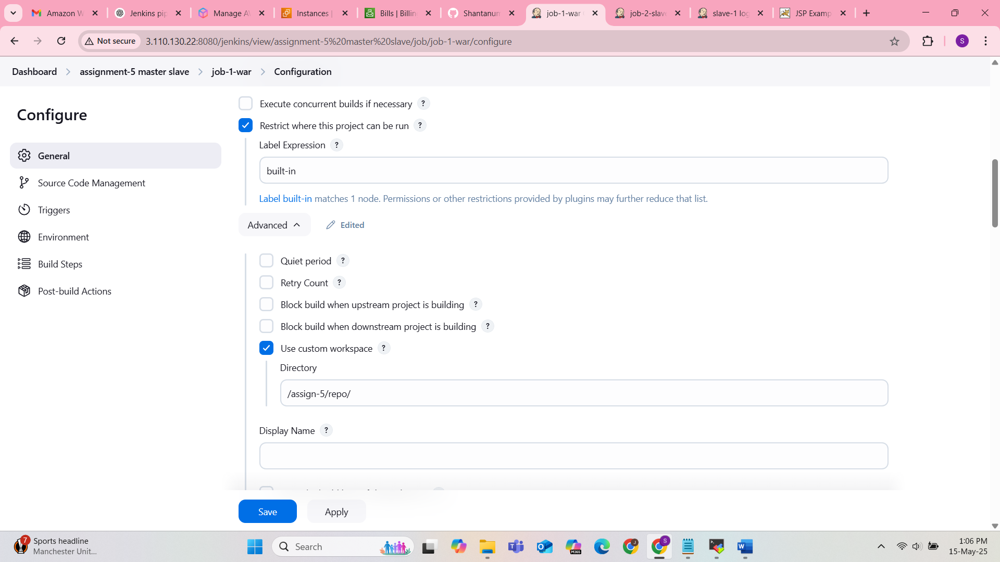 Amazon W
Jenkins pip
Manage A
Instances |
Bills | Billin
Shantanum
job-1-war
job-2-slave
slave-1 log
JSP Examp
Not secure
3.110.130.22:8080/jenkins/view/assignment-5%20master%20slave/job/job-1-war/configure
S
Dashboard
assignment-5 master slave
job-1-war
Configuration
Configure
General
Source Code Management
Triggers
Environment
Build Steps
Post-build Actions
Execute concurrent builds if necessary ?
Restrict where this project can be run ?
Label Expression ?
built-in
Label built-in matches 1 node. Permissions or other restrictions provided by plugins may further reduce that list.
Advanced
Edited
Quiet period ?
Retry Count ?
Block build when upstream project is building ?
Block build when downstream project is building ?
Use custom workspace ?
Directory
/assign-5/repo/
Display Name ?
Save
Apply
7
Sports headline
Manchester Unit...
Search
M365
J
S
1:06 PM
15-May-25